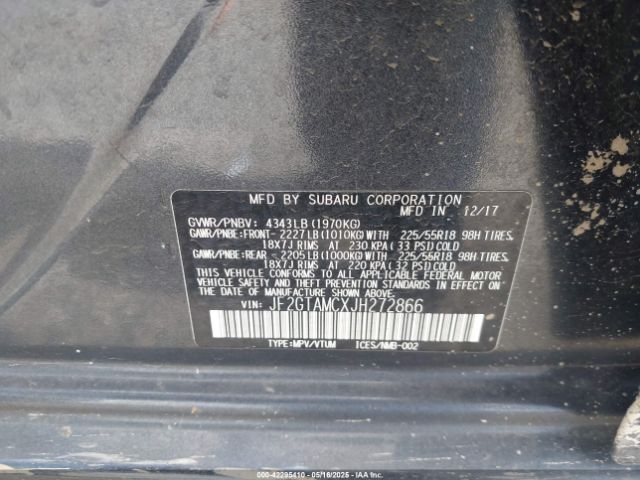 MFD BY SUBARU CORPORATION
IN JAPAN 12/17
GVWR/PNBV: 4343LB(1970KG)
GAWR/PNBE:FRONT- 2227LB(1010KG)WITH 225/55R18 98H TIRES,
18X7J RIMS AT 230 KPA(33 PSI)COLD
GAWR/PNBE:REAR - 2205LB(1000KG)WITH 225/55R18 98H TIRES,
18X7J RIMS AT 220 KPA(32 PSI)COLD
THIS VEHICLE CONFORMS TO ALL APPLICABLE FEDERAL MOTOR
VEHICLE SAFETY AND THEFT PREVENTION STANDARDS IN EFFECT ON
THE DATE OF MANUFACTURE SHOWN ABOVE.
VIN: JF2GTAMCXJH272866
TYPE:MPV/VTUM ICES/NMB-002
000-42295410 - 05/16/2025 - © IAA Holdings, LLC